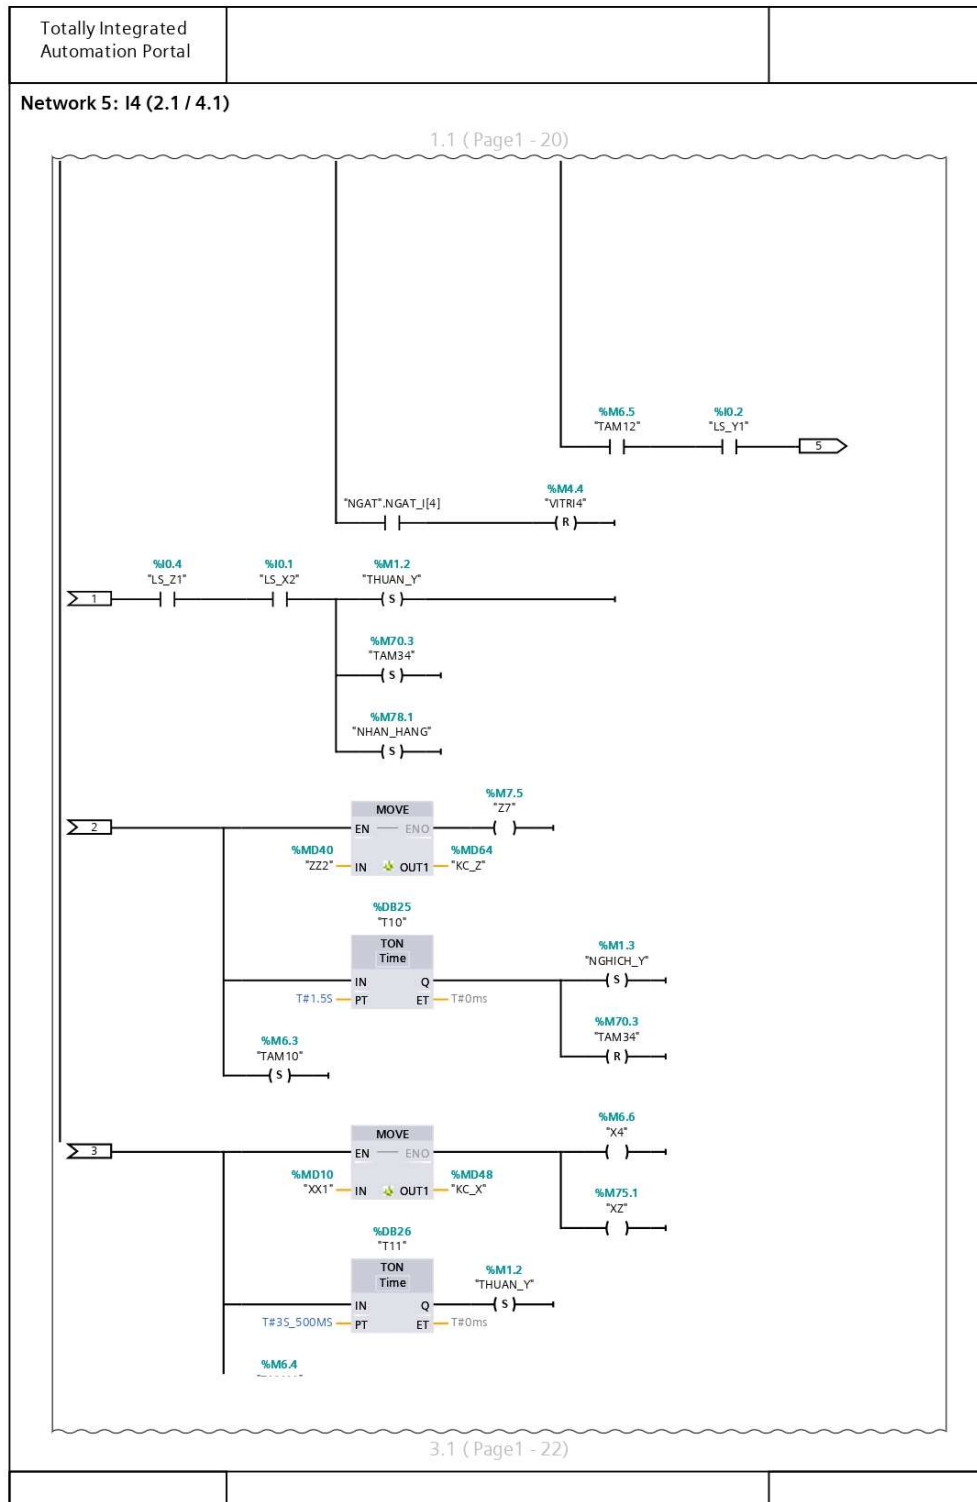 Totally Integrated
Automation Portal
Network 5: I4 (2.1 / 4.1)
1.1 ( Page1 - 20)
%M6.5 %I0.2
"TAM12" "LS_Y1"
5
"NGAT".NGAT_I[4]
%M4.4
"VITRI4"
R
%I0.4 %I0.1 %M1.2
"LS_Z1" "LS_X2" "THUAN_Y"
1 S
%M70.3
"TAM34"
S
%M78.1
"NHAN_HANG"
S
%M7.5
"Z7"
MOVE
2 EN ENO
%MD40 %MD64
"ZZ2" IN OUT1 "KC_Z"
%DB25
"T10"
TON
Time
%M1.3
"NGHICH_Y"
IN Q S
T#1.5S PT ET T#0ms
%M70.3
"TAM34"
R
%M6.3
"TAM10"
S
%M6.6
"X4"
MOVE
3 EN ENO
%MD10 %MD48
"XX1" IN OUT1 "KC_X"
%M75.1
"XZ"
%DB26
"T11"
TON
Time
%M1.2
"THUAN_Y"
IN Q S
T#3S_500MS PT ET T#0ms
%M6.4
3.1 ( Page1 - 22)